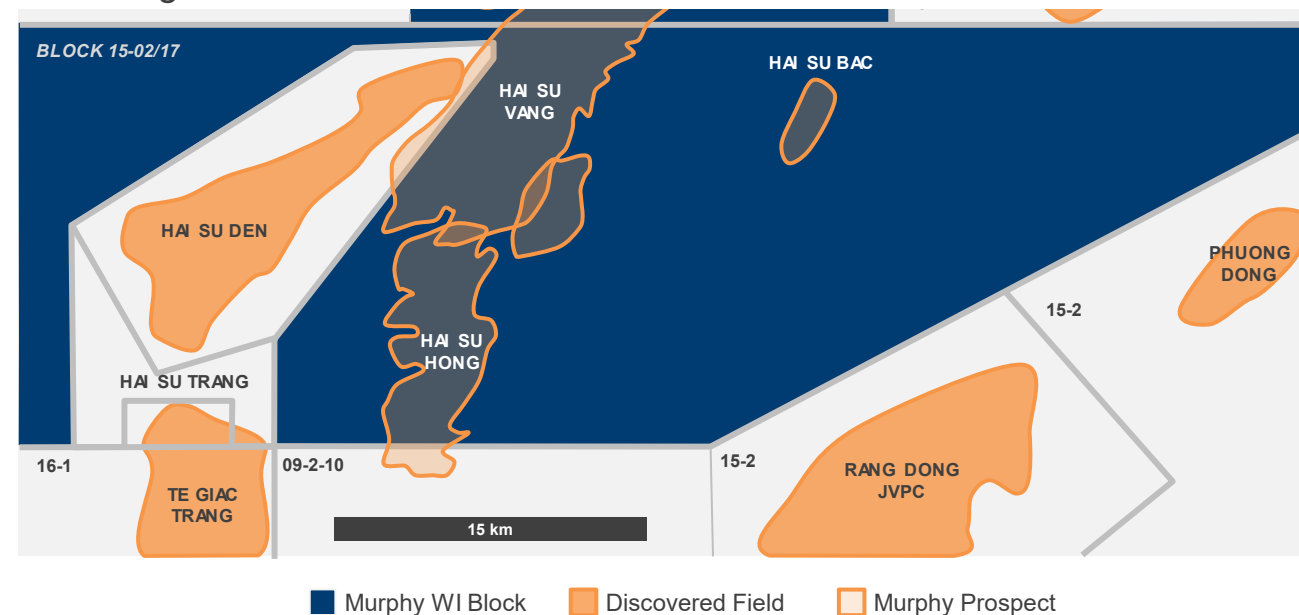 BLOCK 15-02/17
HAI SU BAC
HAI SU
VANG
HAI SU DEN
PHUONG
DONG
15-2
HAI SU
HONG
HAI SU TRANG
16-1
09-2-10
15-2
RANG DONG
JVPC
TE GIAC
TRANG
15 km
Murphy WI Block
Discovered Field
Murphy Prospect